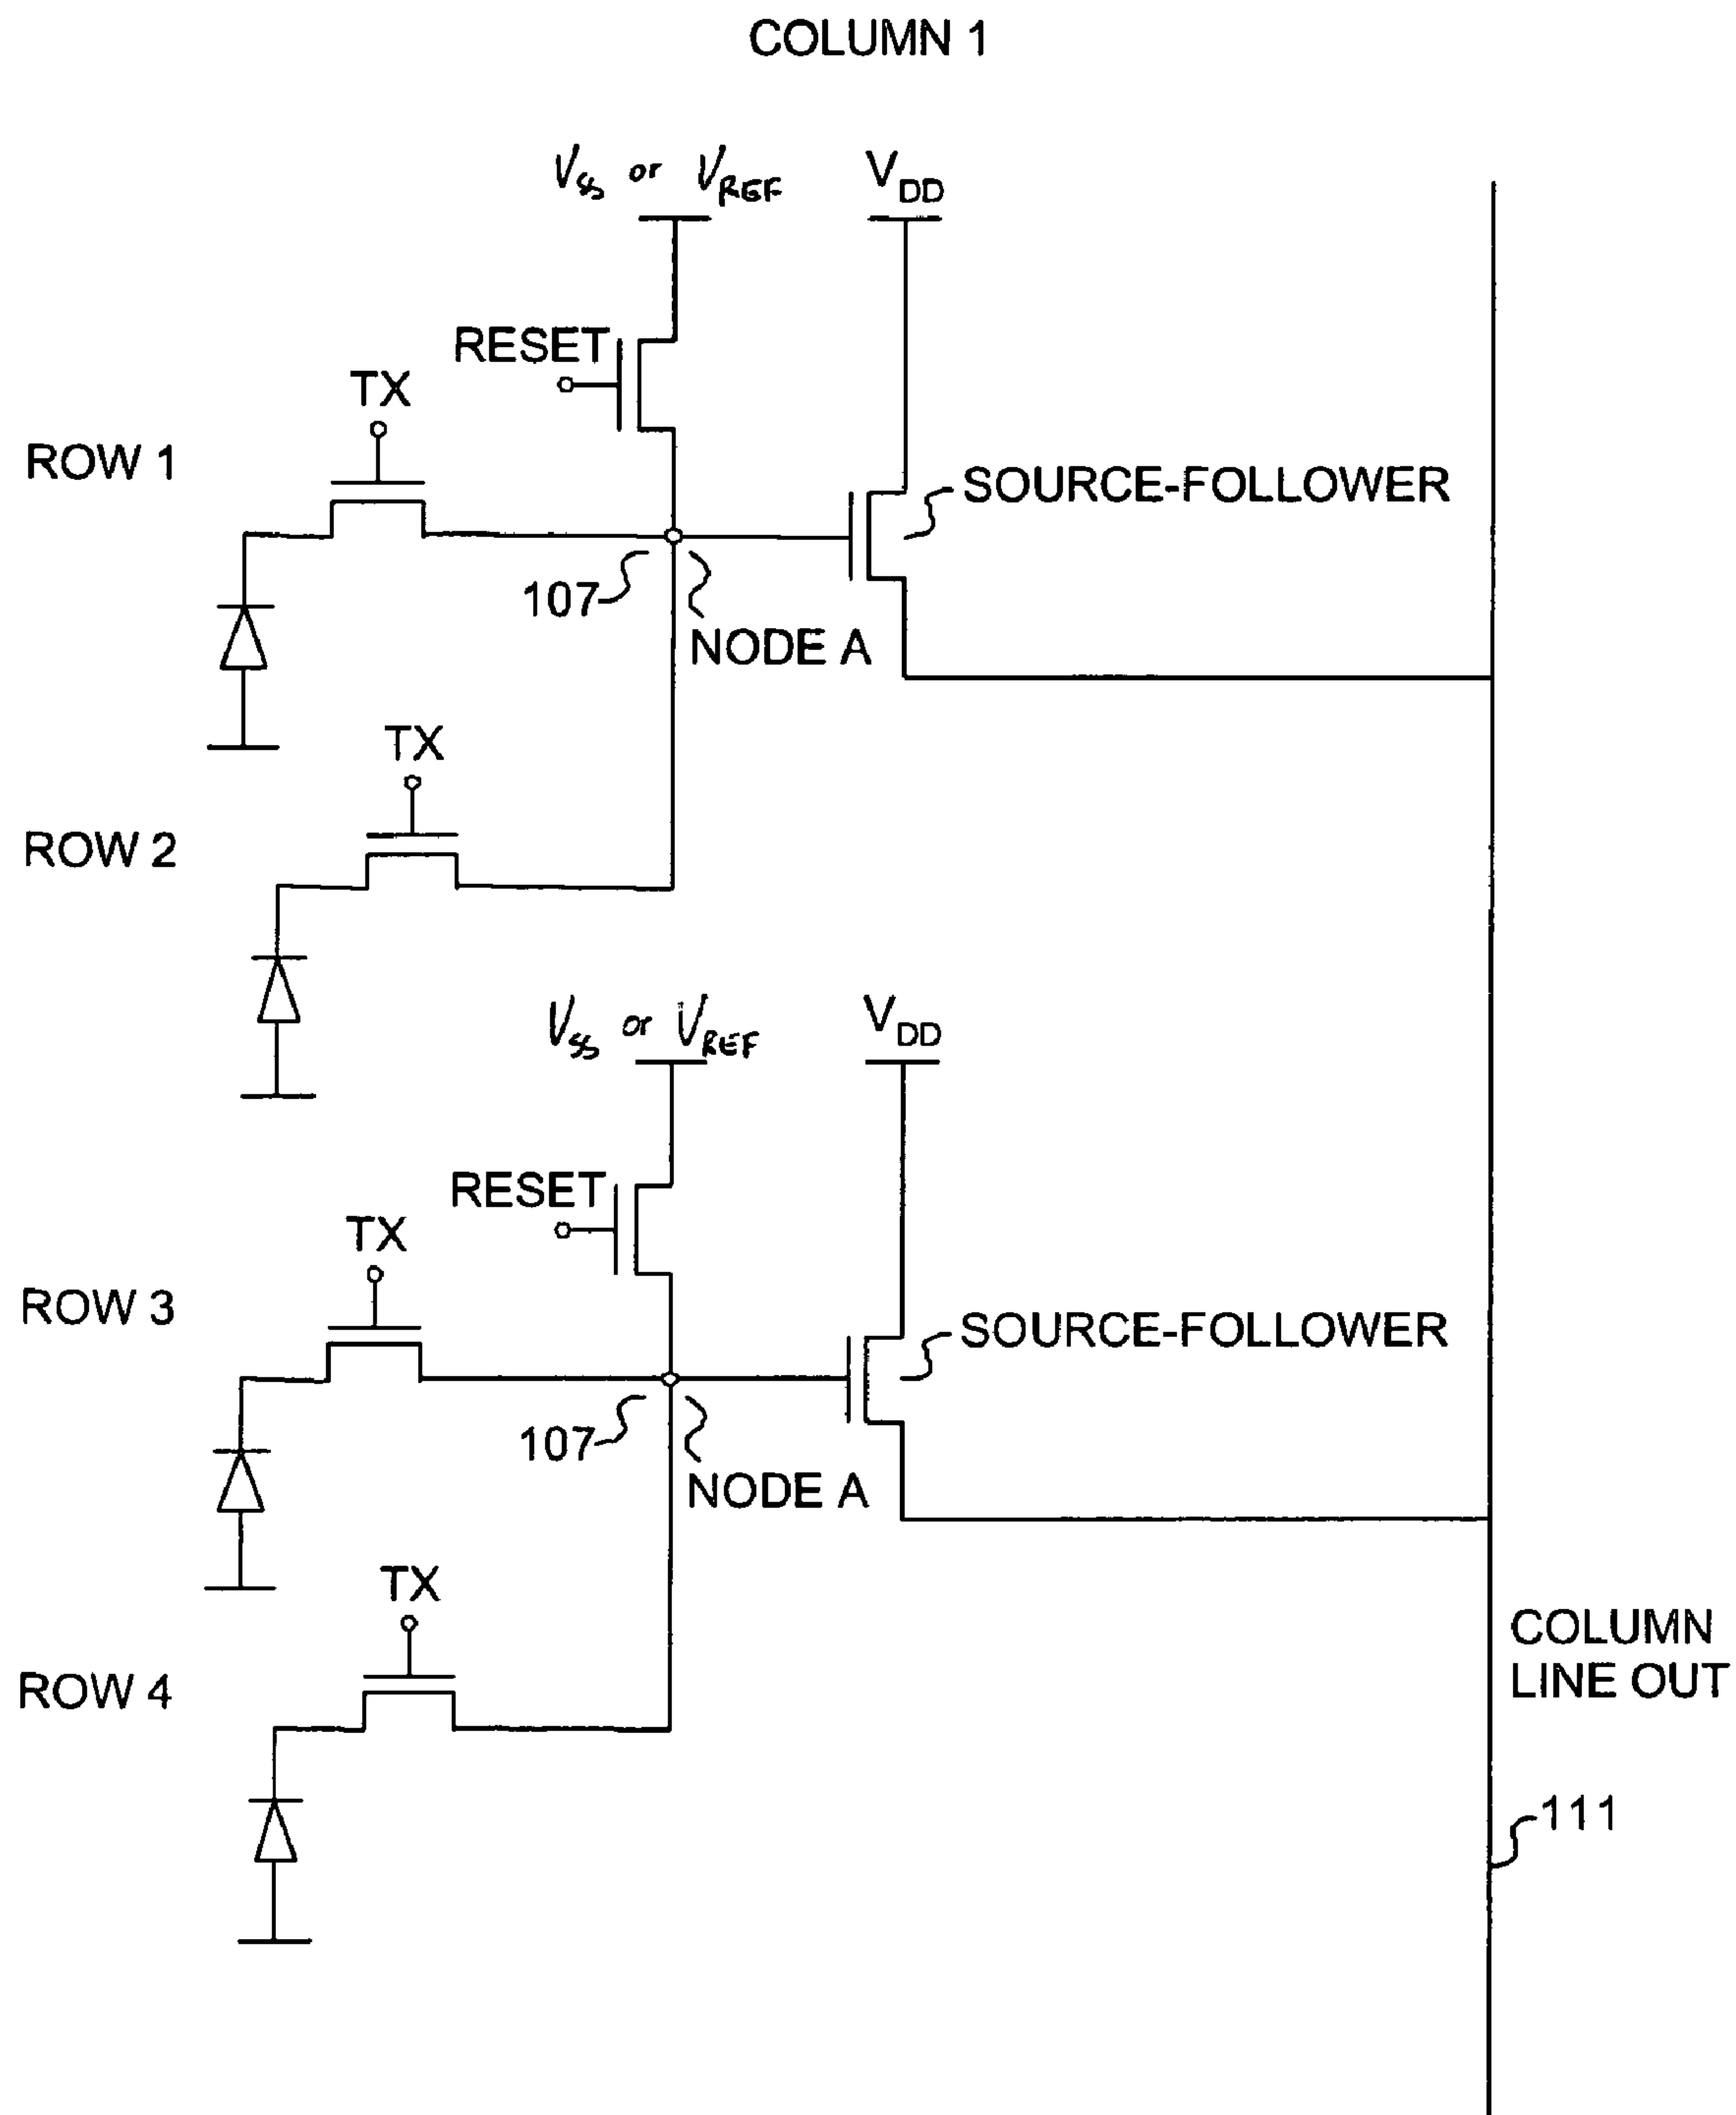 COLUMN 1
Vss or VREF
VDD
RESET
TX
ROW 1
SOURCE-FOLLOWER
107
NODE A
TX
ROW 2
Vss or VREF
VDD
RESET
TX
ROW 3
SOURCE-FOLLOWER
107
NODE A
TX
COLUMN
LINE OUT
ROW 4
111